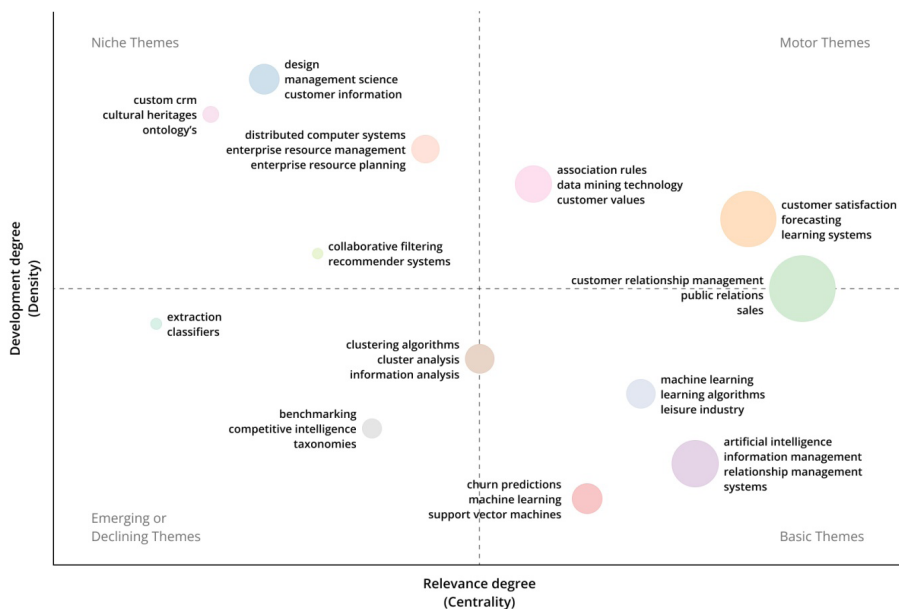 Niche Themes
Motor Themes
design
management science
customer information
custom crm
cultural heritages
ontology's
distributed computer systems
enterprise resource management
enterprise resource planning
association rules
data mining technology
customer values
customer satisfaction
forecasting
learning systems
collaborative filtering
recommender systems
customer relationship management
public relations
sales
extraction
classifiers
clustering algorithms
cluster analysis
information analysis
machine learning
learning algorithms
leisure industry
benchmarking
competitive intelligence
taxonomies
artificial intelligence
information management
relationship management
systems
churn predictions
machine learning
support vector machines
Emerging or
Declining Themes
Basic Themes
Development degree
(Density)
Relevance degree
(Centrality)